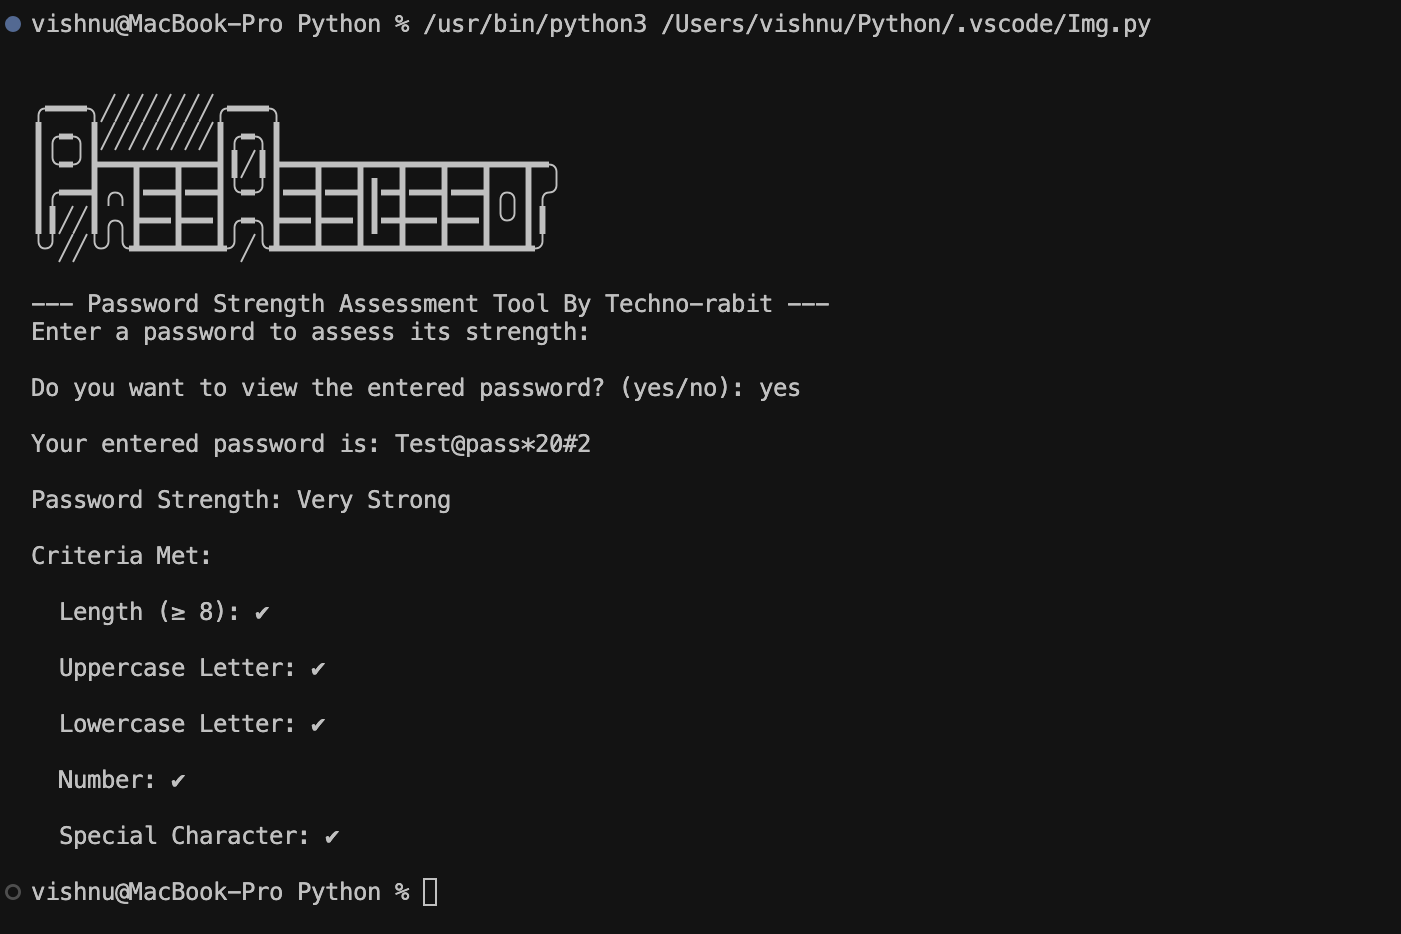 vishnu@MacBook-Pro Python % /usr/bin/python3 /Users/vishnu/Python/.vscode/Img.py
--- Password Strength Assessment Tool By Techno-rabit ---
Enter a password to assess its strength:
Do you want to view the entered password? (yes/no): yes
Your entered password is: Test@pass*20#2
Password Strength: Very Strong
Criteria Met:
Length (≥ 8): ✔
Uppercase Letter: ✔
Lowercase Letter: ✔
Number: ✔
Special Character: ✔
vishnu@MacBook-Pro Python %